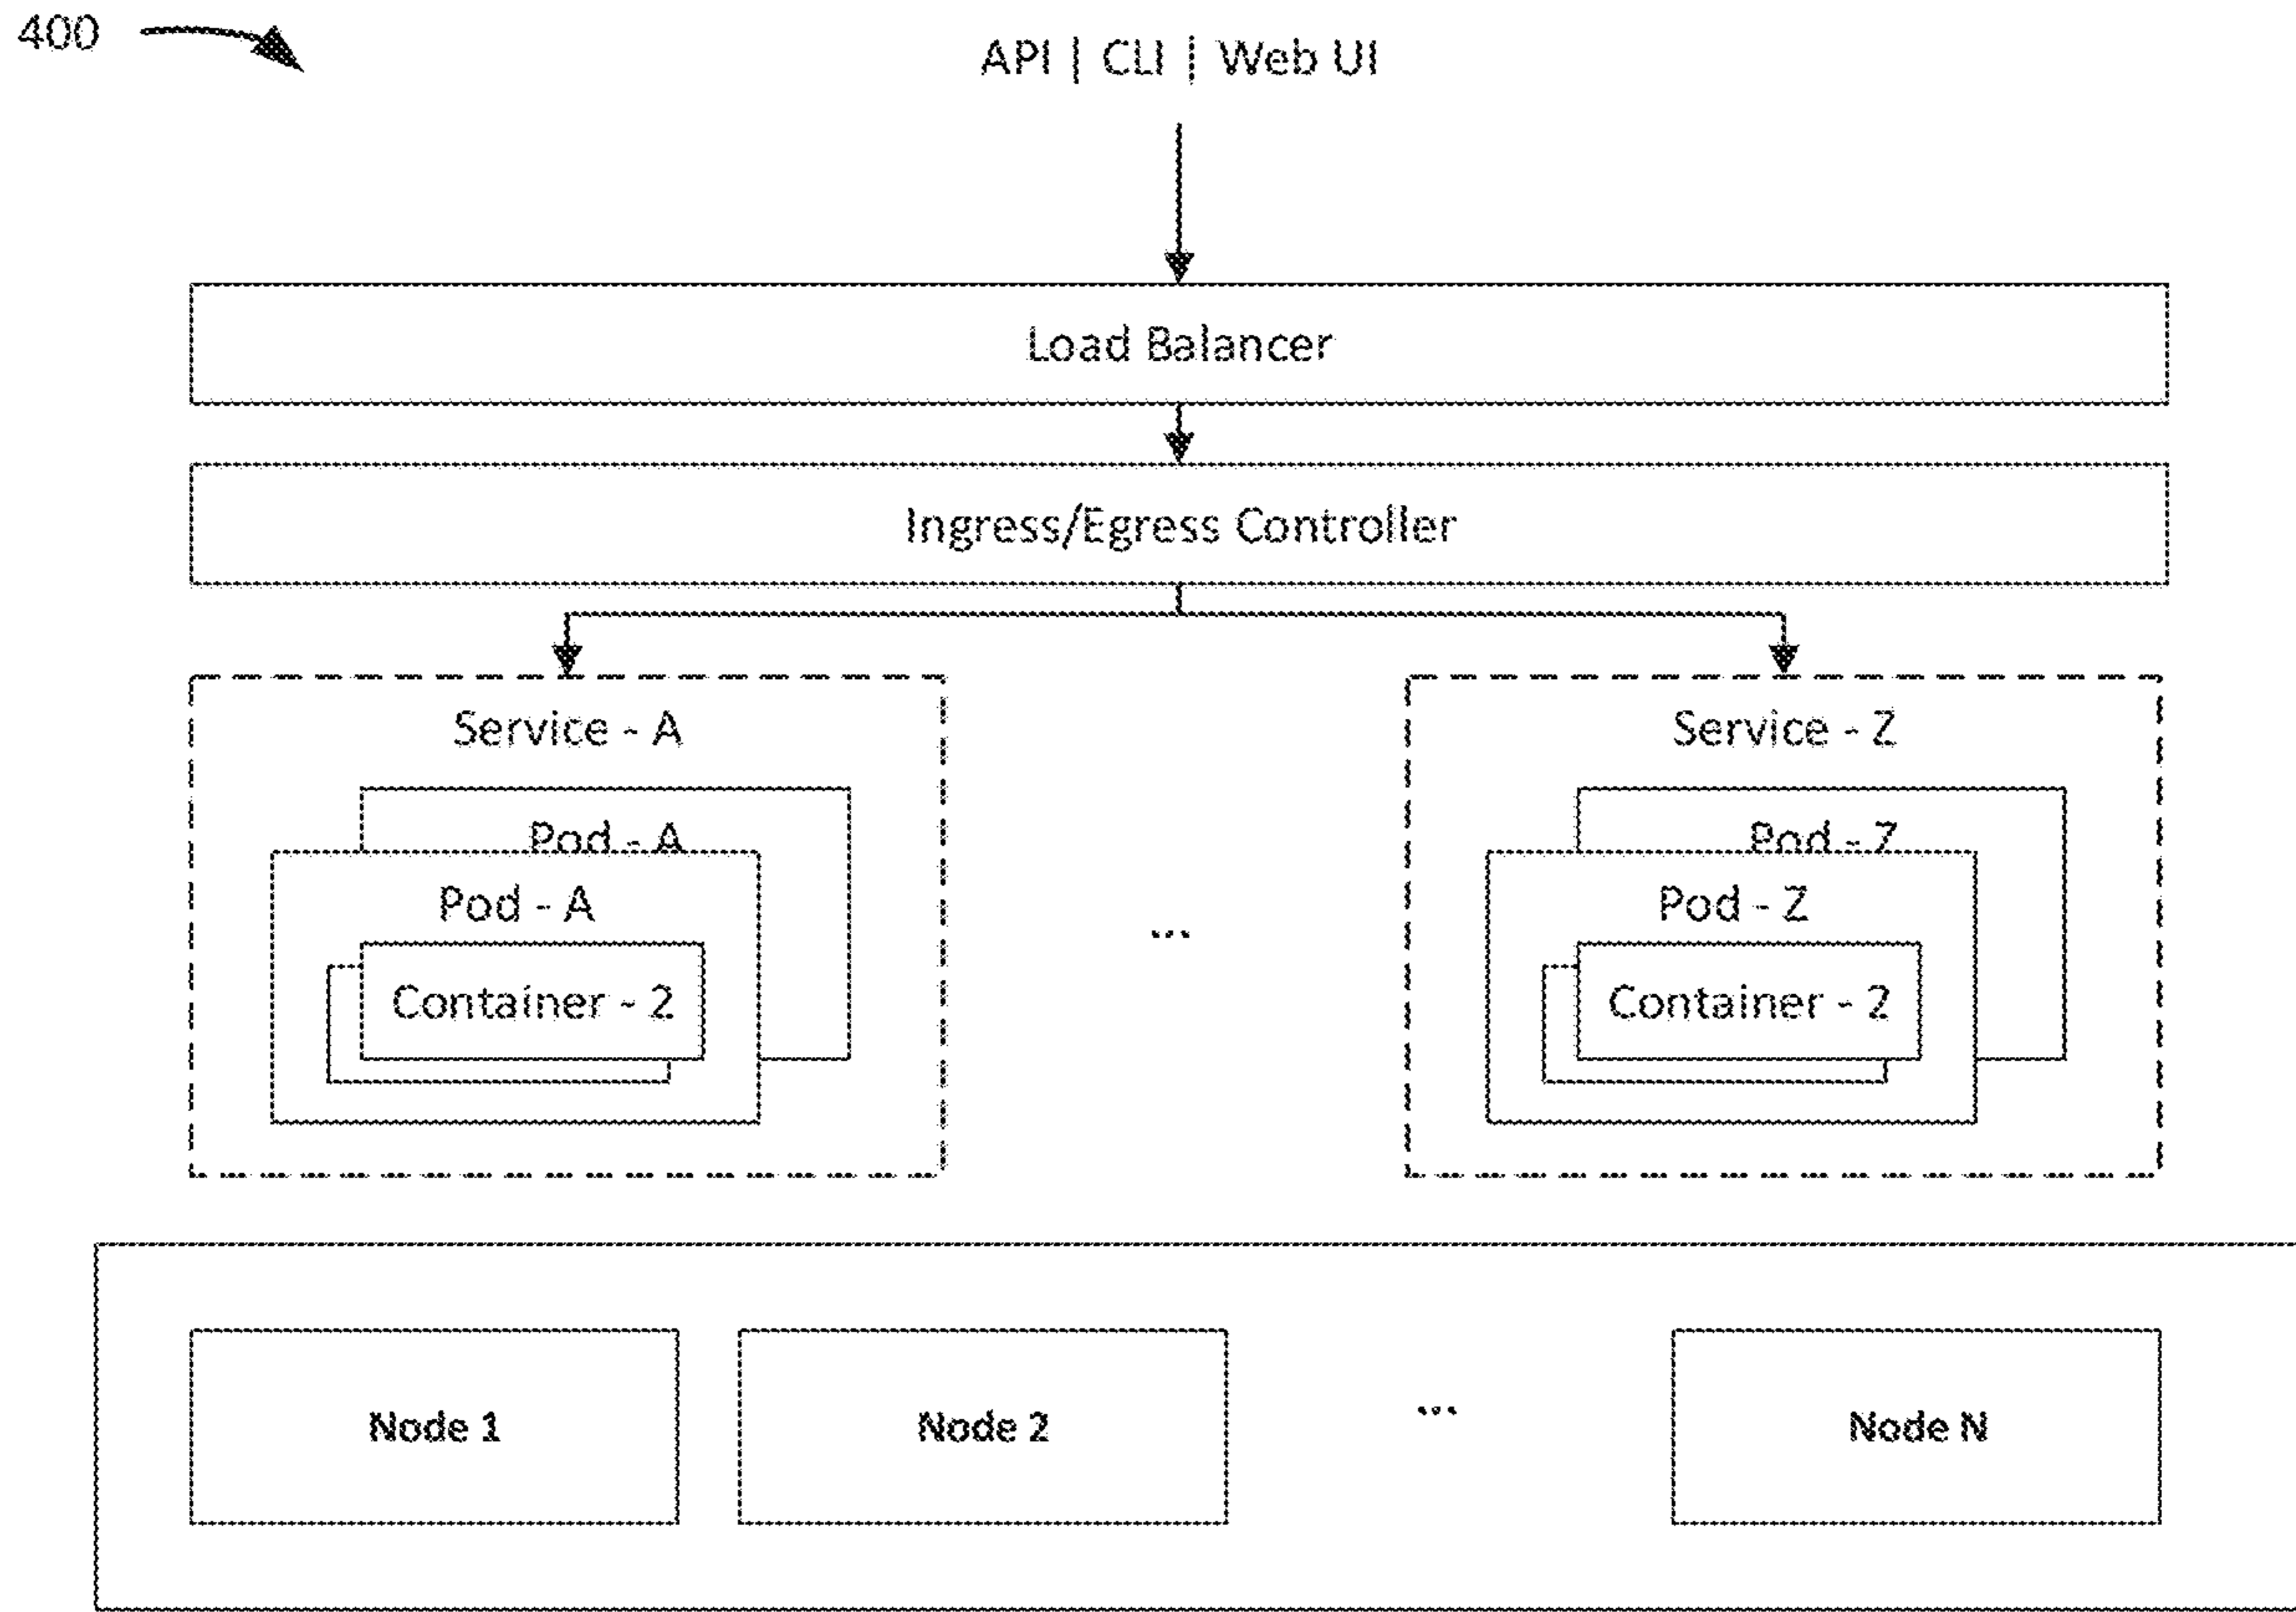 400
API | CLI | Web UI
Load Balancer
Ingress/Egress Controller
Service - A
Service - Z
Pod - A
Pod - Z
Pod - A
Pod - Z
...
Container - 2
Container - 2
Node 1
Node 2
...
Node N